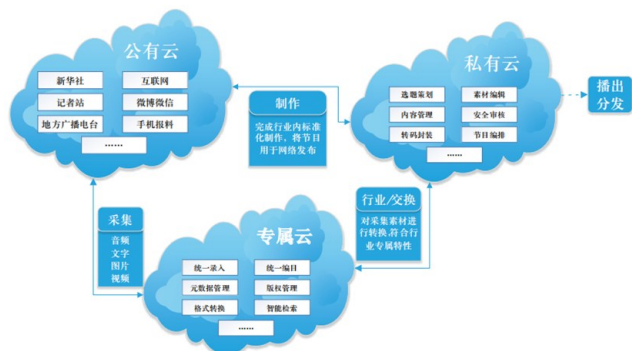 公有云
新华社
互联网
记者站
微博微信
地方广播电台
手机报料
……
制作
完成行业内标准
化制作，将节目
用于网络发布
私有云
选题策划
素材编辑
内容管理
安全审核
转码封装
节目编排
……
播出
分发
采集
音频
文字
图片
视频
专属云
统一录入
统一编目
元数据管理
版权管理
格式转换
智能检索
……
行业/交换
对采集素材进
行转换,符合行
业专属特性